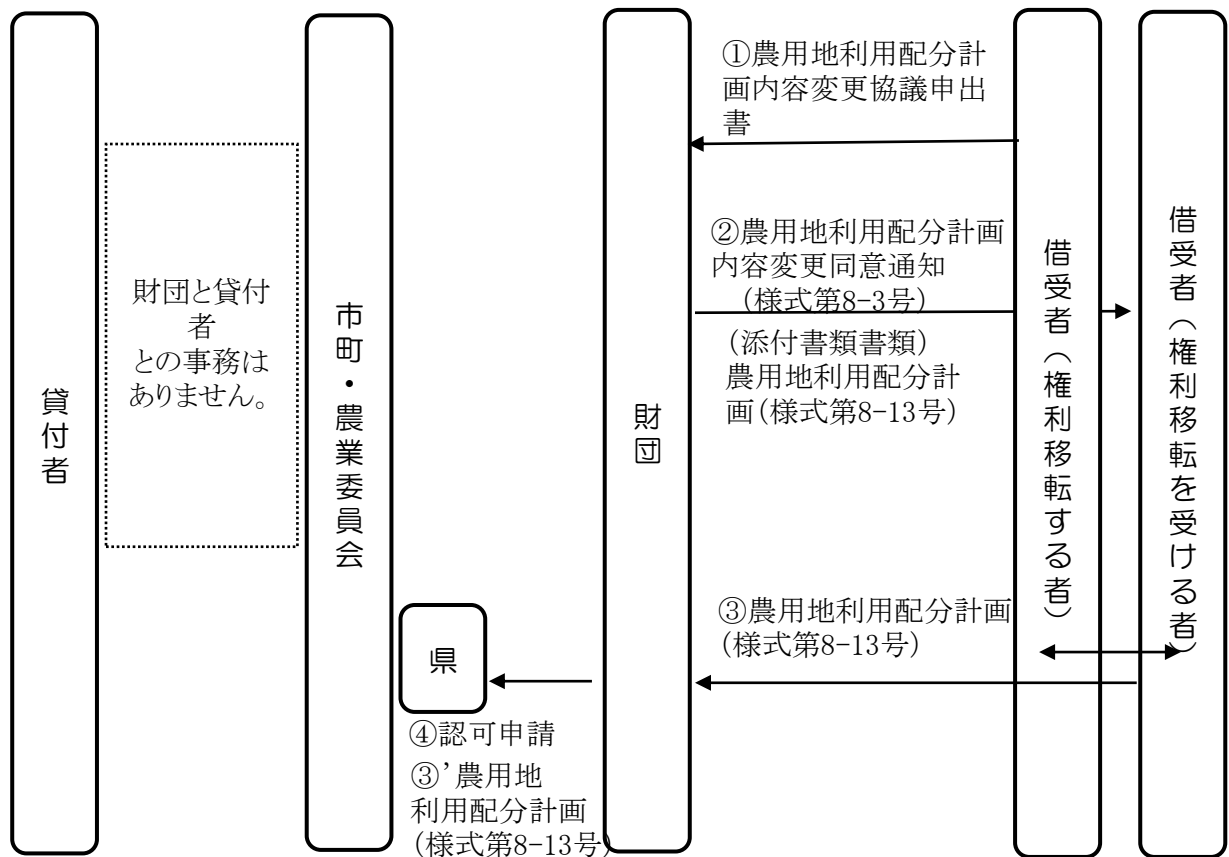 貸付者
財団と貸付
者
との事務は
ありません。
市町・農業委員会
県
④認可申請
③’農用地
利用配分計画
(様式第8-13号)
財団
①農用地利用配分計
画内容変更協議申出
書
②農用地利用配分計画
内容変更同意通知
(様式第8-3号)
(添付書類書類)
農用地利用配分計
画(様式第8-13号)
③農用地利用配分計画
(様式第8-13号)
借受者（権利移転する者）
借受者（権利移転を受ける者）